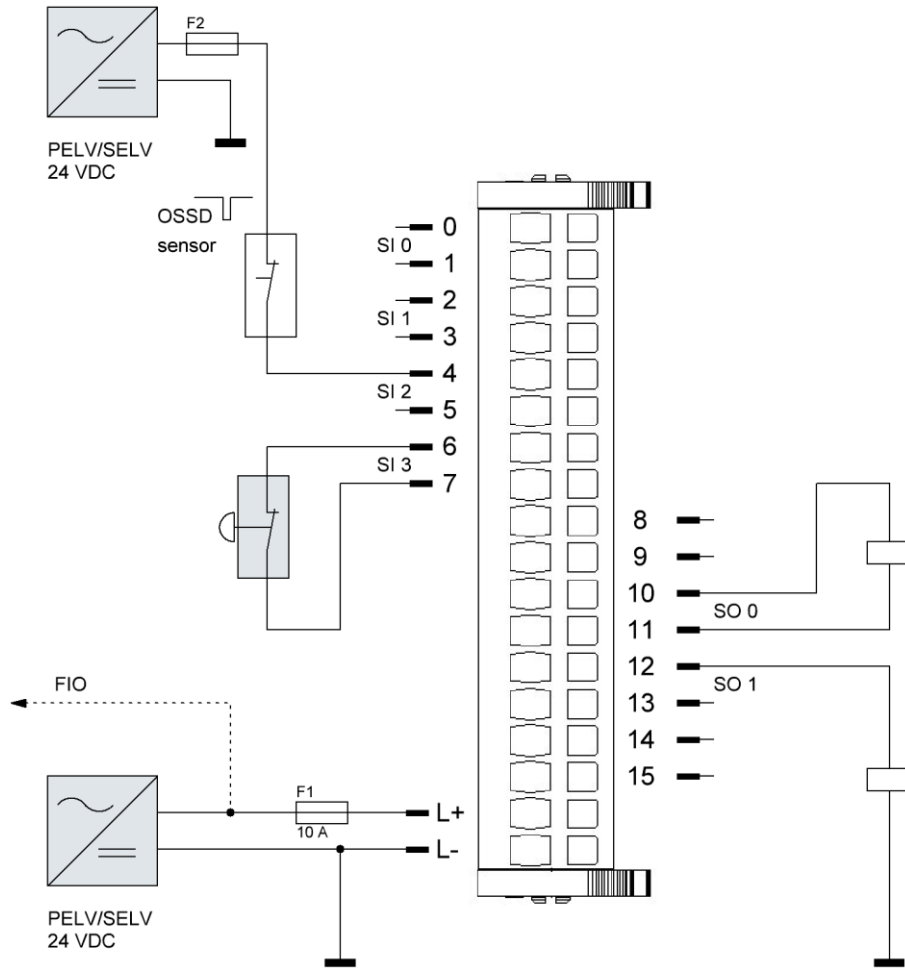 F2
PELV/SELV
24 VDC
OSSD
sensor
0
SI 0
1
2
SI 1
3
4
SI 2
5
6
SI 3
7
8
9
10
SO 0
11
12
SO 1
13
14
15
FIO
F1
10 A
L+
L-
PELV/SELV
24 VDC